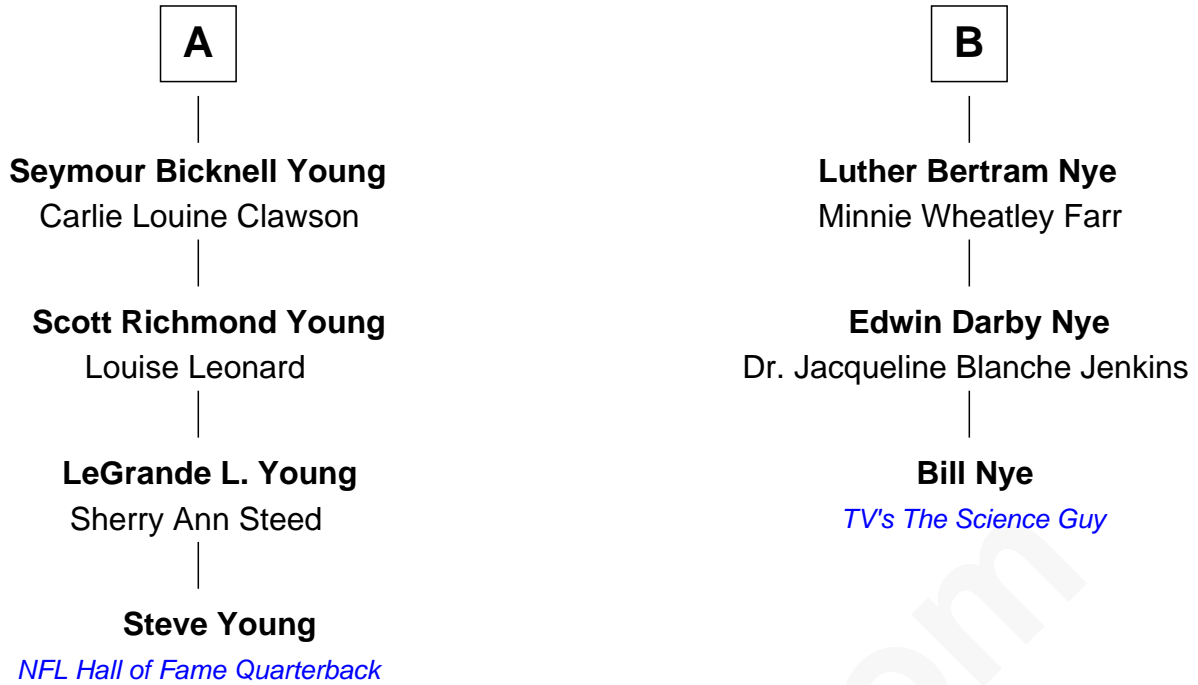 A
Seymour Bicknell Young
Carlie Louine Clawson
Scott Richmond Young
Louise Leonard
LeGrande L. Young
Sherry Ann Steed
Steve Young
NFL Hall of Fame Quarterback
B
Luther Bertram Nye
Minnie Wheatley Farr
Edwin Darby Nye
Dr. Jacqueline Blanche Jenkins
Bill Nye
TV's The Science Guy
om